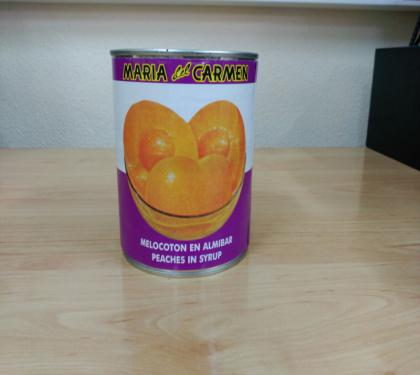 MARIA del CARMEN
MELOCOTON EN ALMIBAR
PEACHES IN SYRUP